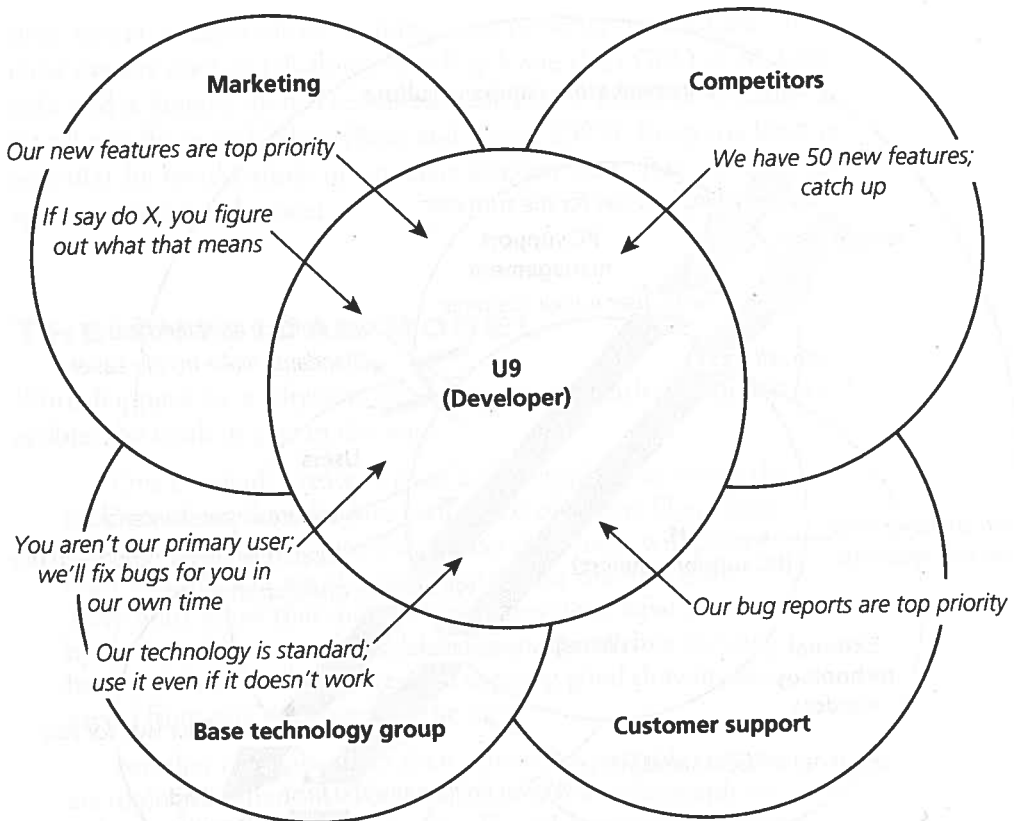 Marketing
Competitors
Our new features are top priority
We have 50 new features;
catch up
If I say do X, you figure
out what that means
U9
(Developer)
You aren't our primary user;
we'll fix bugs for you in
our own time
Our bug reports are top priority
Our technology is standard;
use it even if it doesn't work
Base technology group
Customer support
Users